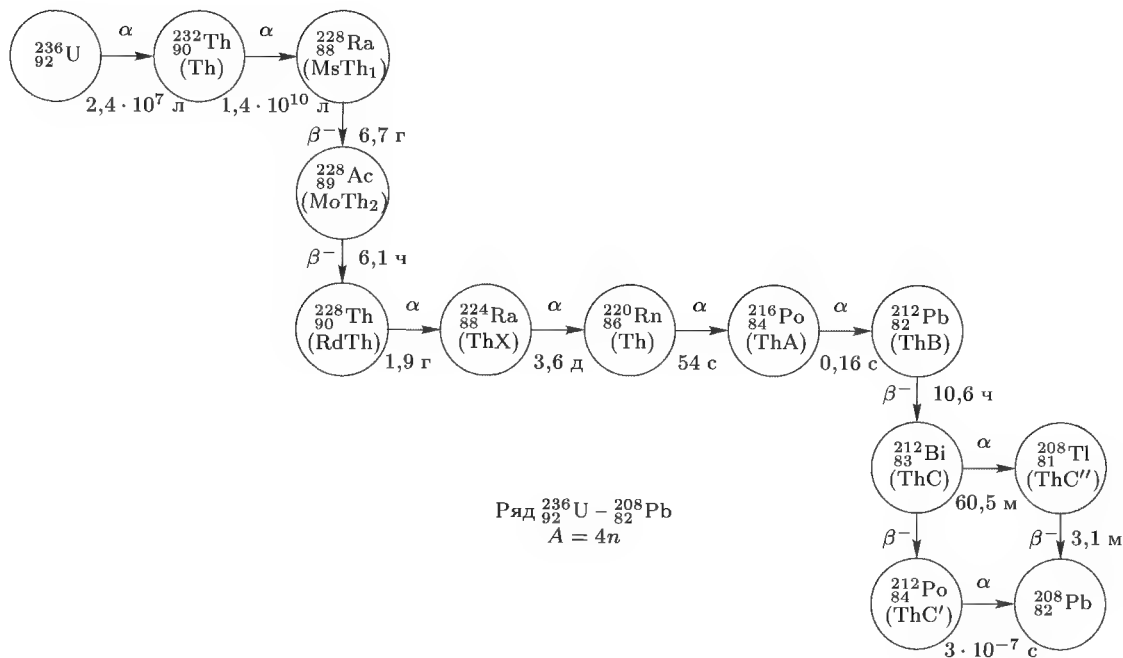 α α
²³⁶₉₂U ²³²₉₀Th ²²⁸₈₈Ra
(Th) (MsTh₁)
2,4 · 10⁷ л 1,4 · 10¹⁰ л
β⁻ 6,7 г
²²⁸₈₉Ac
(MoTh₂)
β⁻ 6,1 ч
α α α α
²²⁸₉₀Th ²²⁴₈₈Ra ²²⁰₈₆Rn ²¹⁶₈₄Po ²¹²₈₂Pb
(RdTh) (ThX) (Th) (ThA) (ThB)
1,9 г 3,6 д 54 с 0,16 с
β⁻ 10,6 ч
α
²¹²₈₃Bi ²⁰⁸₈₁Tl
(ThC) (ThC″)
60,5 м
Ряд ²³⁶₉₂U – ²⁰⁸₈₂Pb
A = 4n
β⁻ β⁻ 3,1 м
α
²¹²₈₄Po ²⁰⁸₈₂Pb
(ThC′)
3 · 10⁻⁷ с